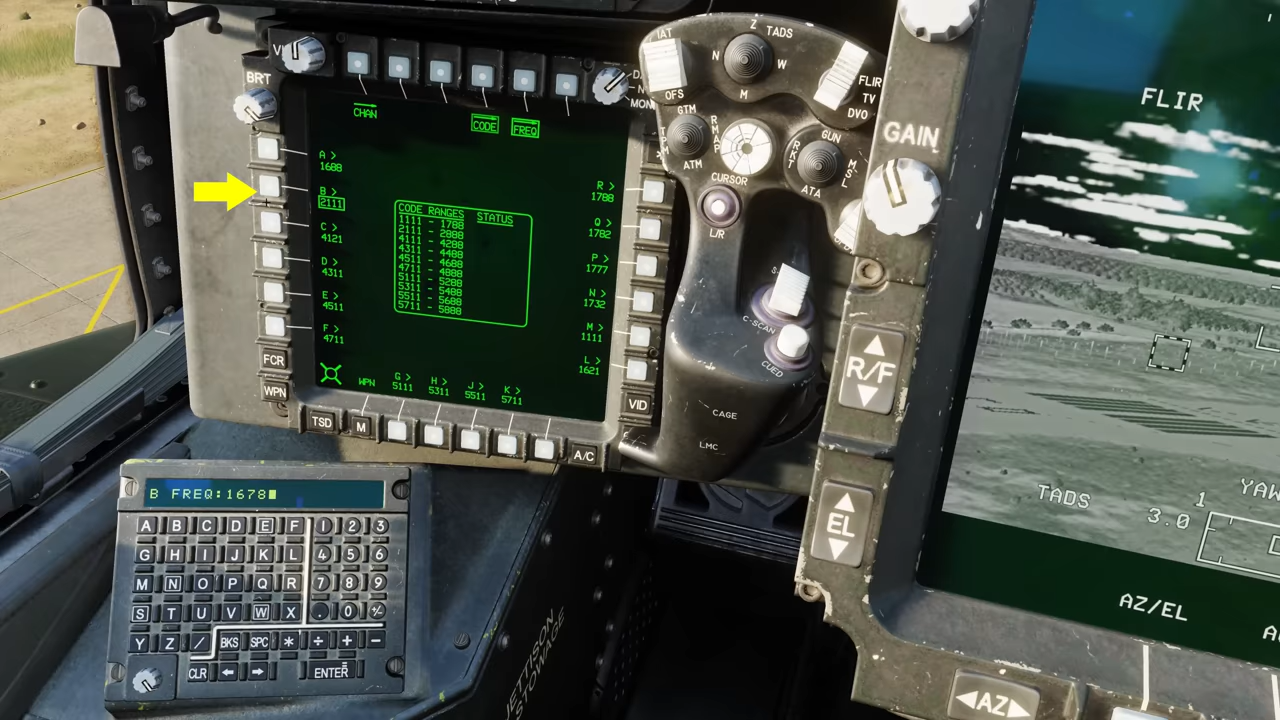 BRT
CHAN
CODE
FREQ
A >
1688
B >
2111
C >
4121
D >
4311
E >
4511
F >
4711
CODE RANGES
STATUS
1111 - 1788
2111 - 2888
4111 - 4288
4311 - 4488
4511 - 4688
4711 - 4888
5111 - 5288
5311 - 5488
5511 - 5688
5711 - 5888
R >
1788
Q >
1782
P >
1777
N >
1732
M >
1111
L >
1621
WPN
G >
5111
H >
5311
J >
5511
K >
5711
FCR
WPN
TSD
M
VID
A/C
IAT
OFS
Z
TADS
N
W
M
FLIR
TV
DVO
GTM
RMAP
ATM
GUN
RKT
MSL
ATA
CURSOR
L/R
C-SCAN
CUED
CAGE
LMC
GAIN
R/F
EL
AZ
FLIR
TADS
1
3.0
AZ/EL
B FREQ:1678
A B C D E F 1 2 3
G H I J K L 4 5 6
M N O P Q R 7 8 9
S T U V W X . 0 +/-
Y Z / BKS SPC * ÷ + -
CLR ← → ENTER
JETTISON
STOWAGE